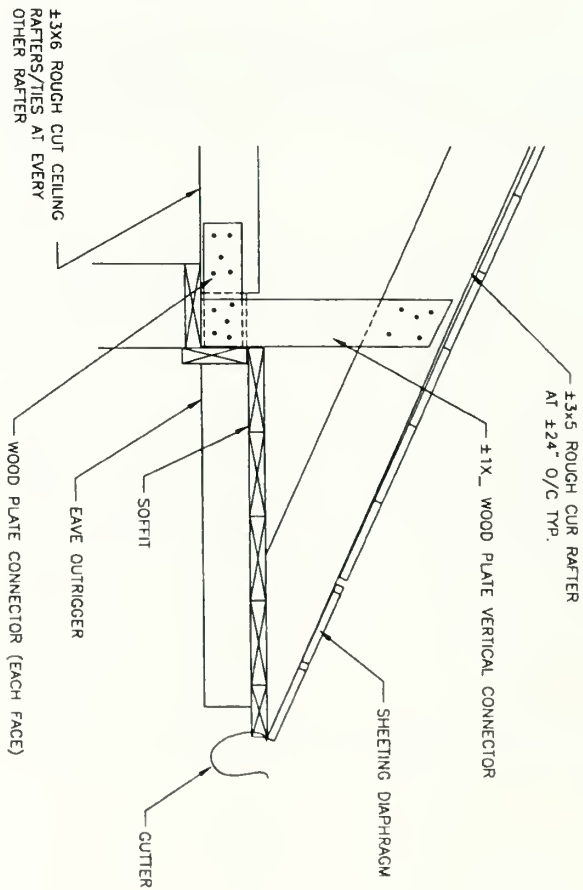 ±3X6 ROUGH CUT CEILING
RAFTERS/TIES AT EVERY
OTHER RAFTER
±3x5 ROUGH CUR RAFTER
AT ±24" O/C TYP.
±1X_ WOOD PLATE VERTICAL CONNECTOR
SHEETING DIAPHRAGM
GUTTER
SOFFIT
EAVE OUTRIGGER
WOOD PLATE CONNECTOR (EACH FACE)